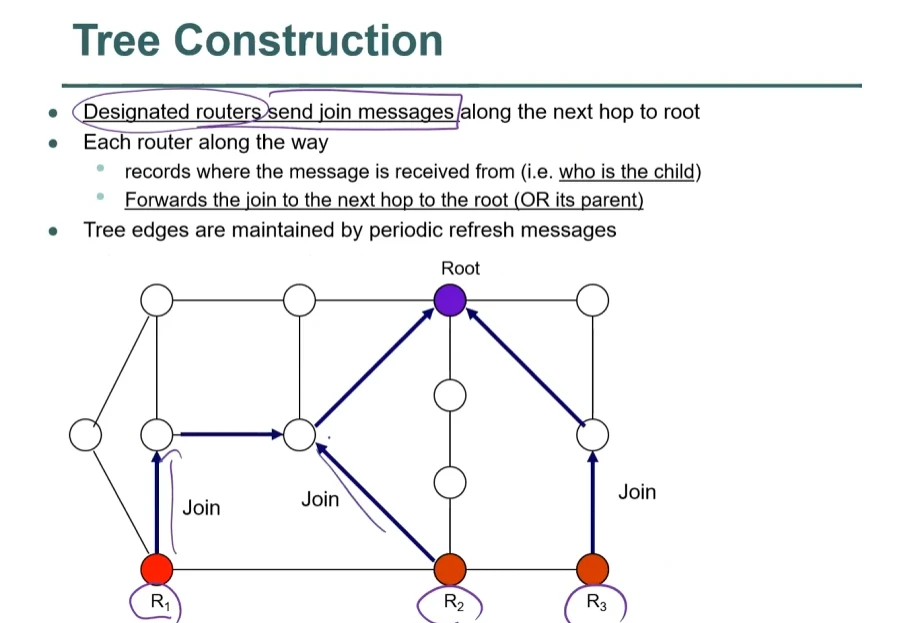 Tree Construction
Designated routers send join messages along the next hop to root
Each router along the way
records where the message is received from (i.e. who is the child)
Forwards the join to the next hop to the root (OR its parent)
Tree edges are maintained by periodic refresh messages
Root
Join
Join
Join
R₁
R₂
R₃